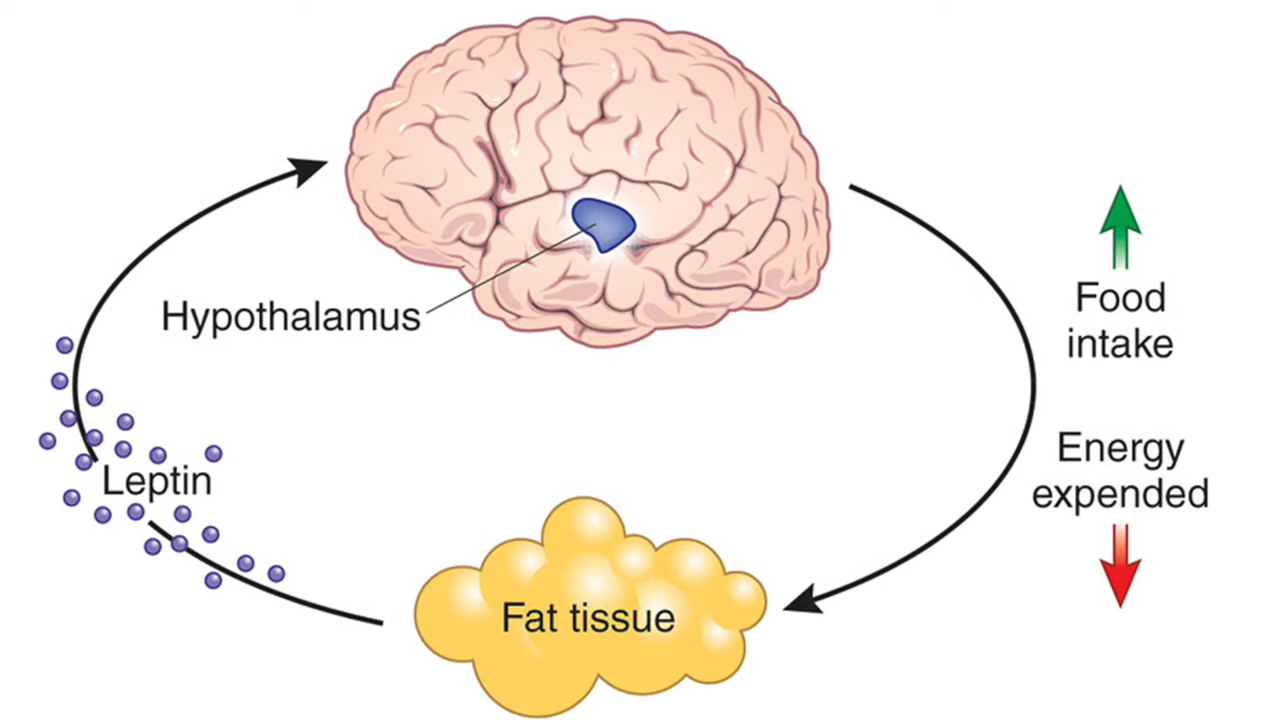 Hypothalamus
Food
intake
Energy
expended
Leptin
Fat tissue